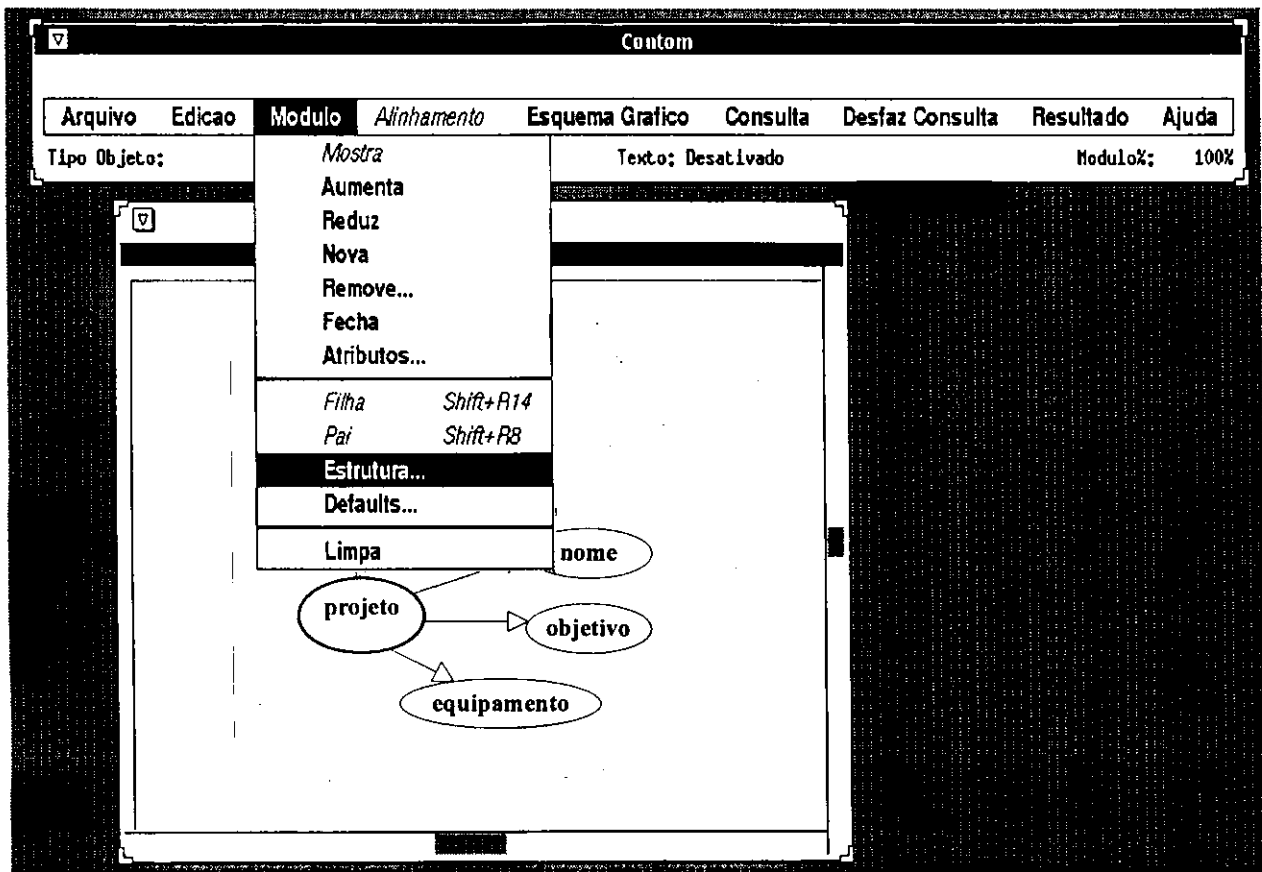 Contom
Arquivo Edicao Modulo Alinhamento Esquema Grafico Consulta Desfaz Consulta Resultado Ajuda
Tipo Objeto: Texto: Desativado Modulo%: 100%
Mostra
Aumenta
Reduz
Nova
Remove...
Fecha
Atributos...
Filha Shift+R14
Pai Shift+R8
Estrutura...
Defaults...
Limpa
nome
projeto
objetivo
equipamento